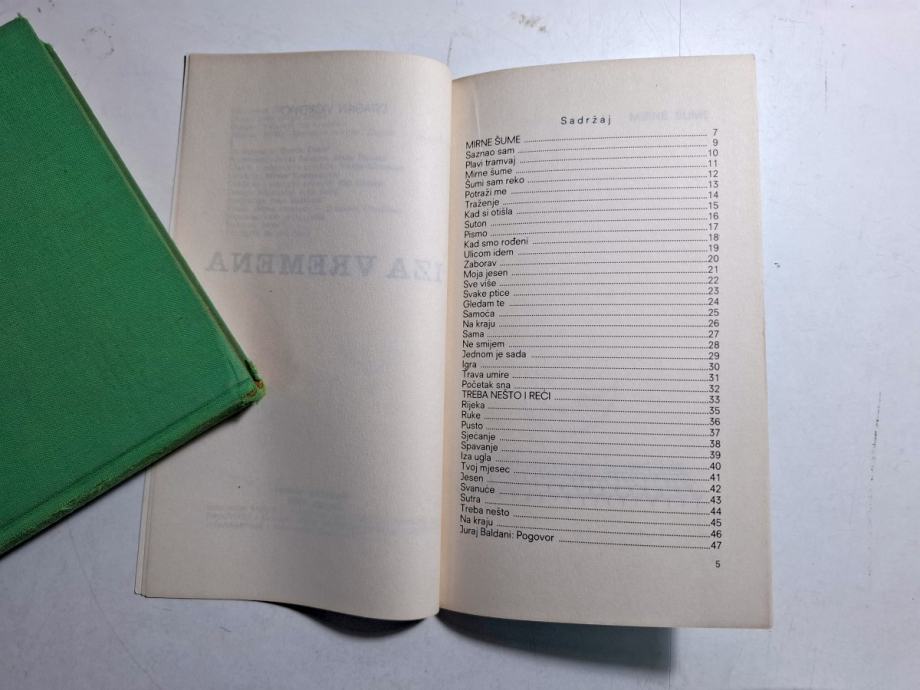 IZA VREMENA
Sadržaj
MIRNE ŠUME 7
Saznao sam 9
Plavi tramvaj 10
Mirne šume 11
Šumi sam reko 12
Potraži me 13
Traženje 14
Kad si otišla 15
Suton 16
Pismo 17
Kad smo rođeni 18
Ulicom idem 19
Zaborav 20
Moja jesen 21
Sve više 22
Svake ptice 23
Gledam te 24
Samoća 25
Na kraju 26
Sama 27
Ne smijem 28
Jednom je sada 29
Igra 30
Trava umire 31
Početak sna 32
TREBA NEŠTO I REĆI 33
Rijeka 35
Ruke 36
Pusto 37
Sjećanje 38
Spavanje 39
Iza ugla 40
Tvoj mjesec 41
Jesen 42
Svanuće 43
Sutra 44
Treba nešto 45
Na kraju 46
Juraj Baldani: Pogovor 47
5